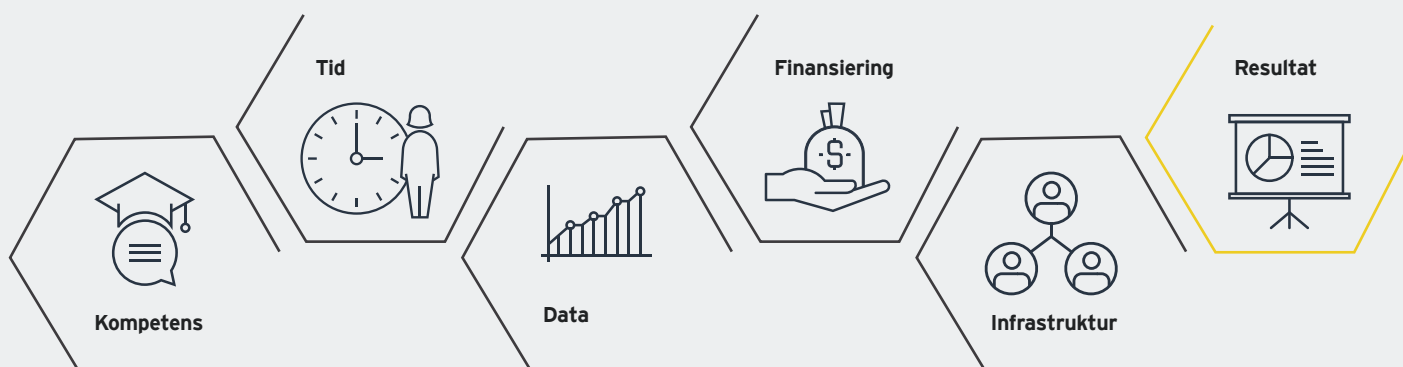 Kompetens
Tid
Data
Finansiering
Infrastruktur
Resultat